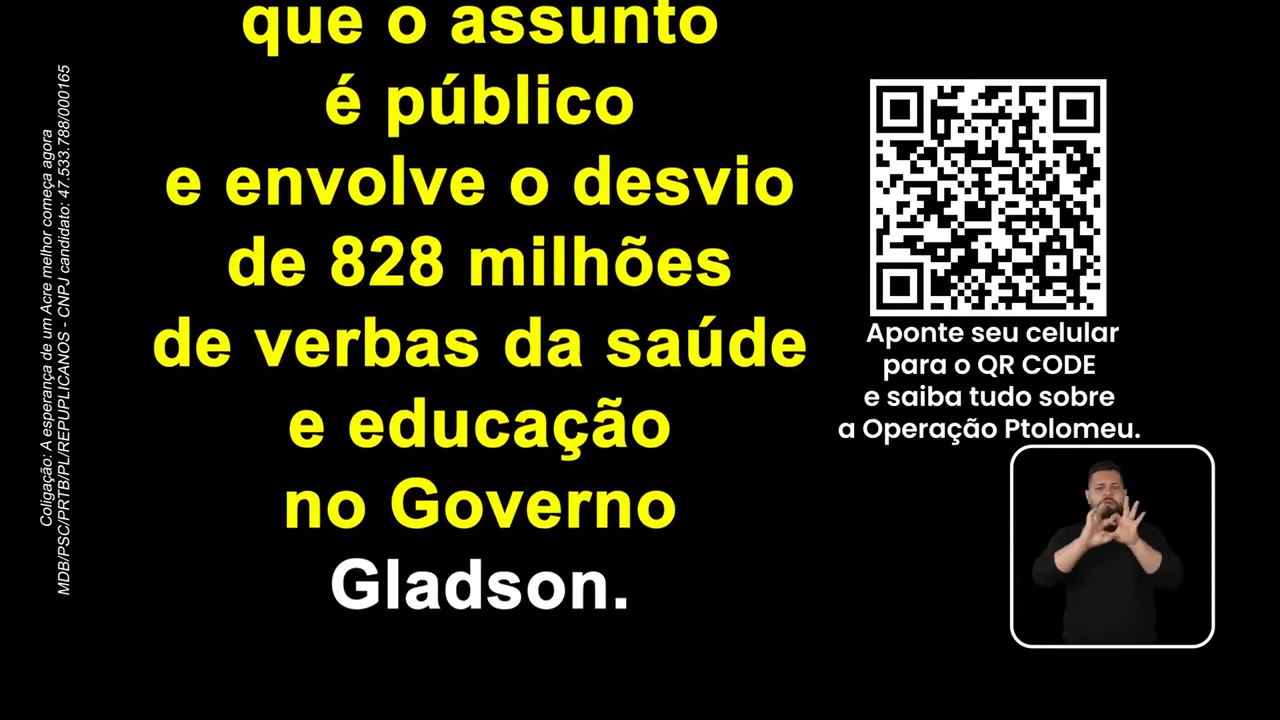 que o assunto
é público
e envolve o desvio
de 828 milhões
de verbas da saúde
e educação
no Governo
Gladson.
Aponte seu celular
para o QR CODE
e saiba tudo sobre
a Operação Ptolomeu.
Coligação: A esperança de um Acre melhor começa agora
MDB/PSC/PRTB/PL/REPUPLICANOS - CNPJ candidato: 47.533.788/000165